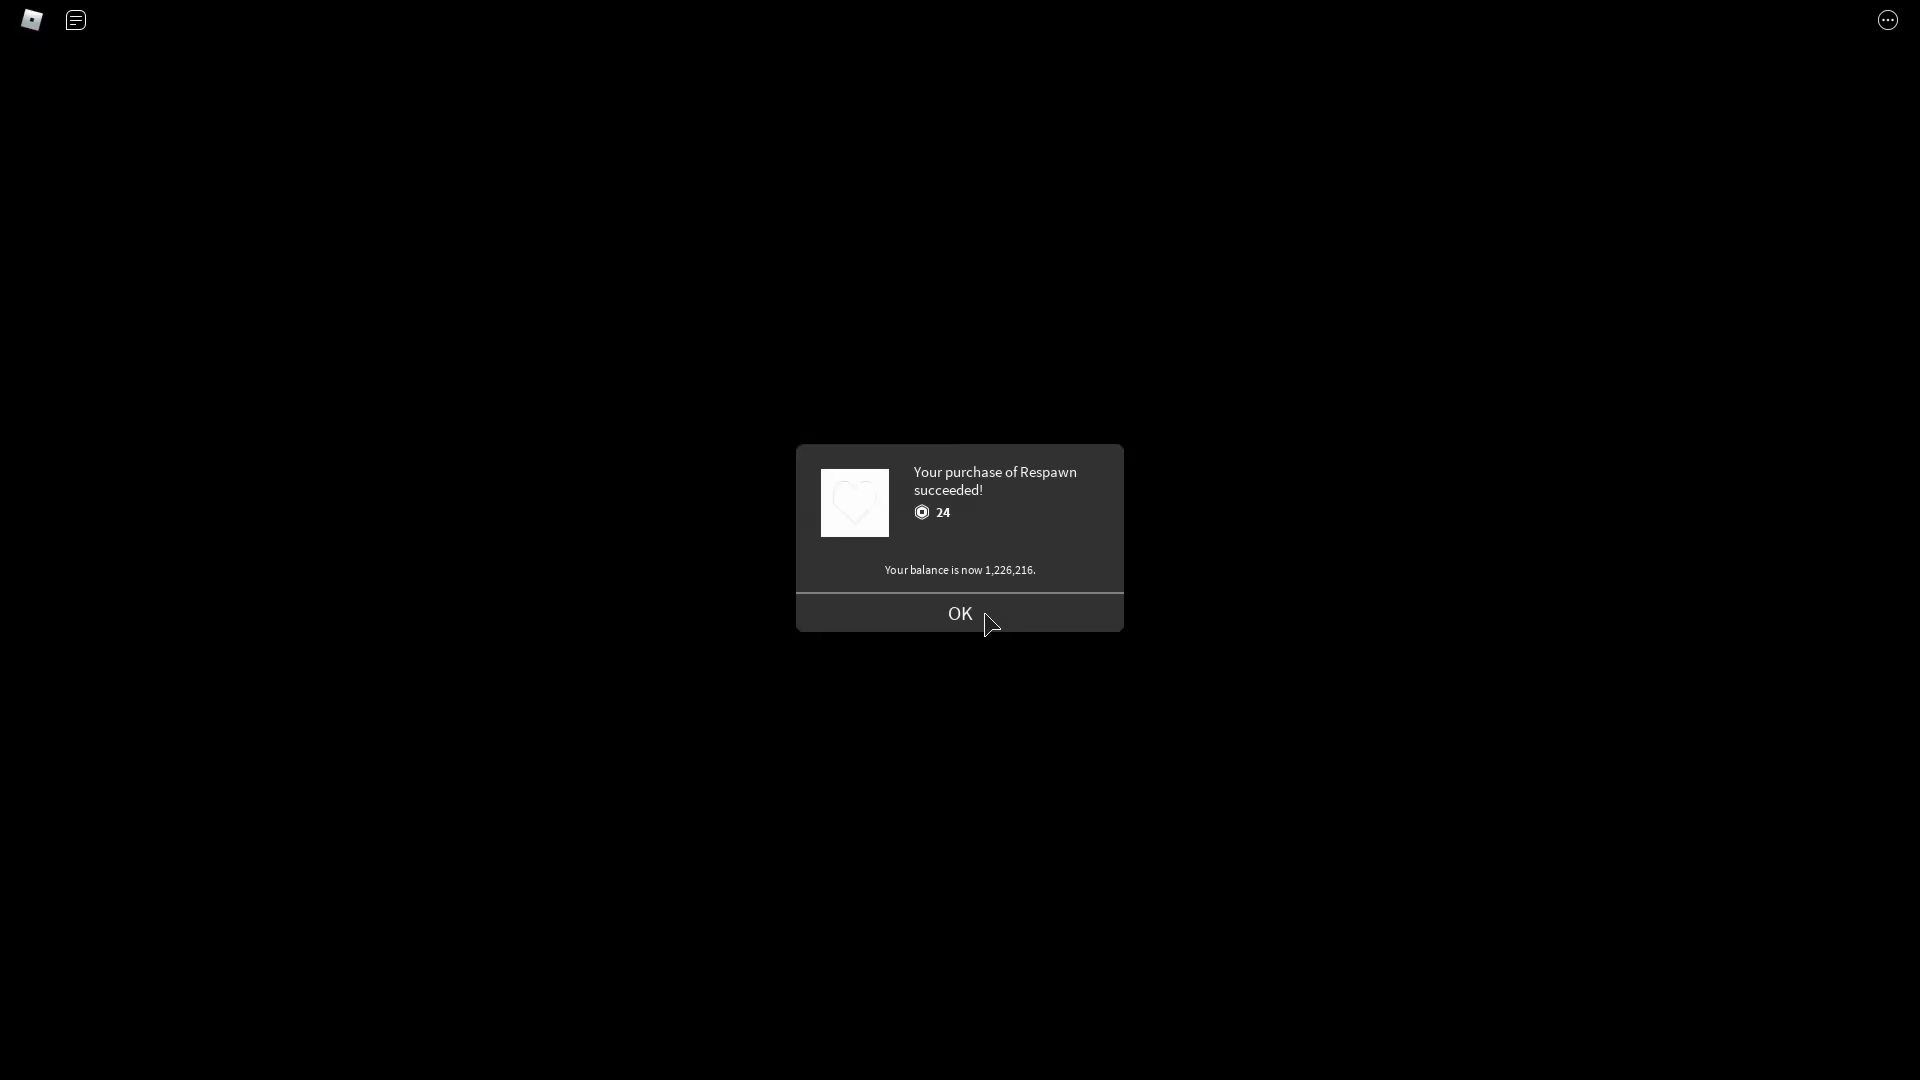 Your purchase of Respawn
succeeded!
24
Your balance is now 1,226,216.
OK